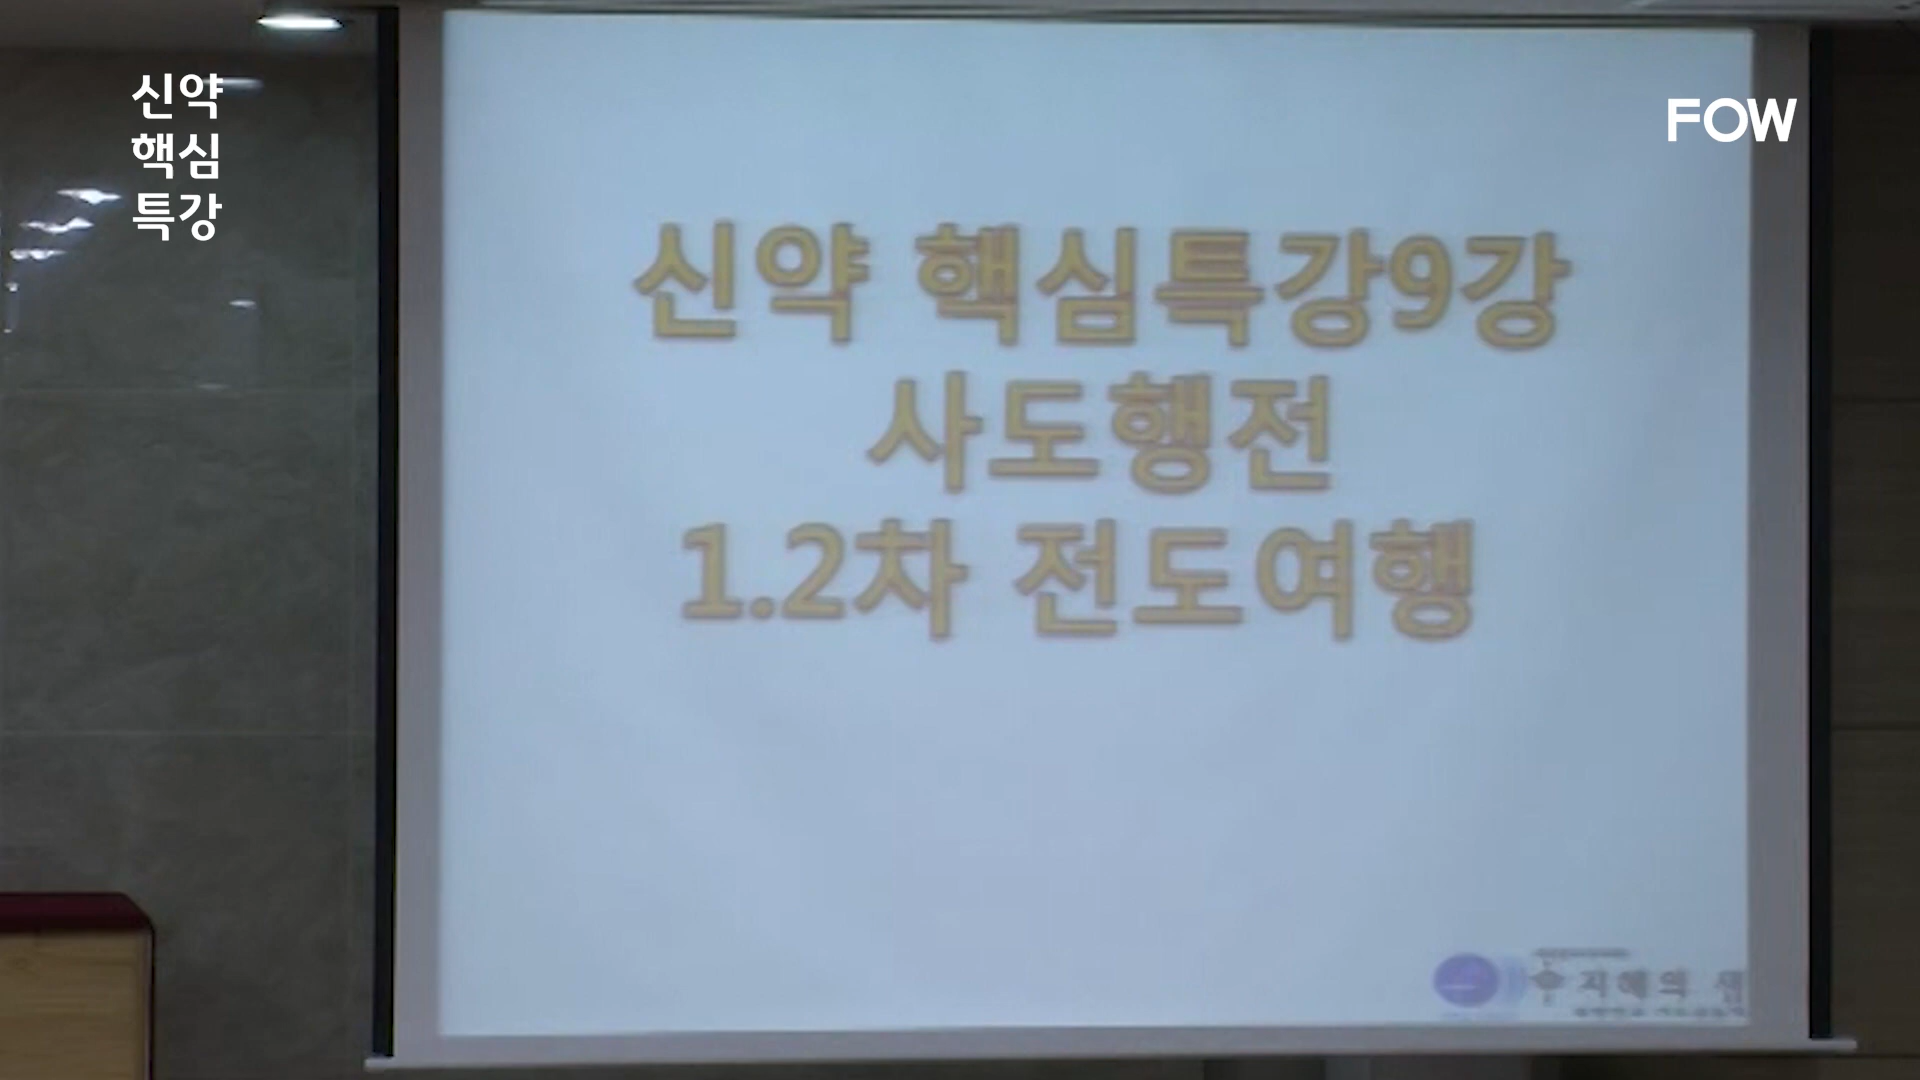 신약
핵심
특강
FOW
신약 핵심특강9강
사도행전
1.2차 전도여행
지혜의 샘